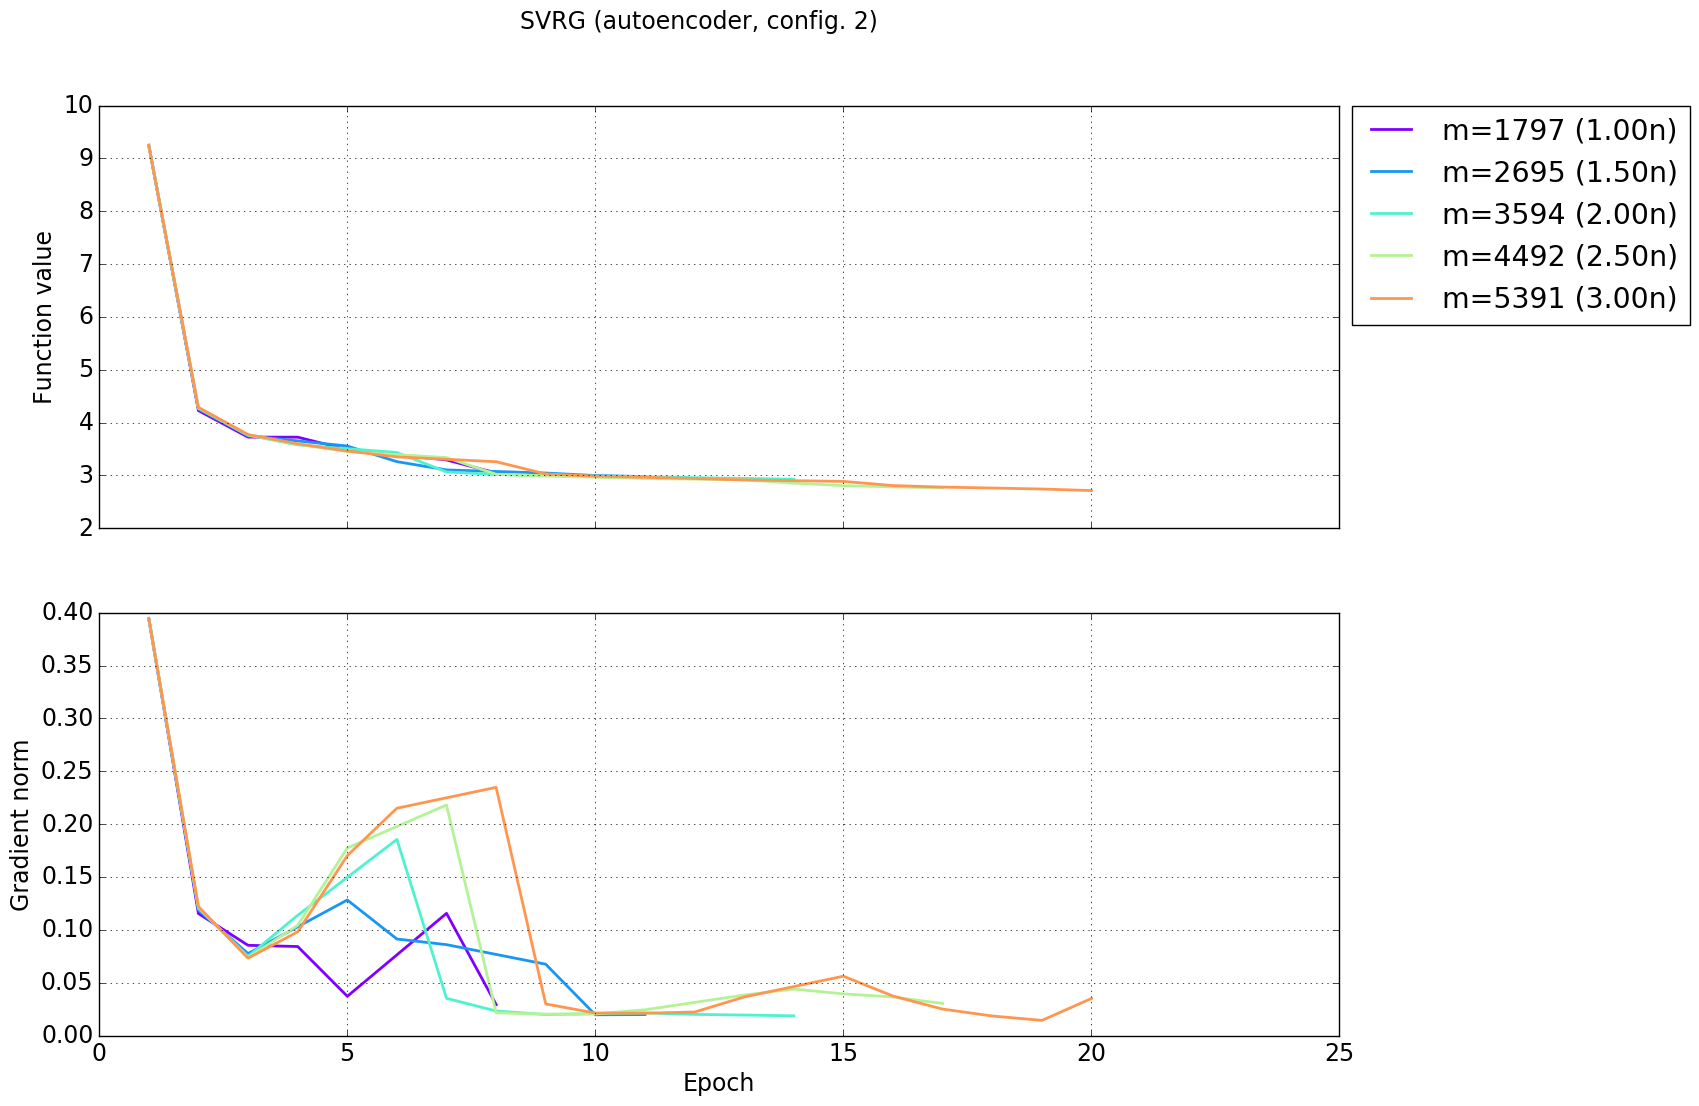 SVRG (autoencoder, config. 2)
10
9
8
7
6
5
4
3
2
Function value
m=1797 (1.00n)
m=2695 (1.50n)
m=3594 (2.00n)
m=4492 (2.50n)
m=5391 (3.00n)
0.40
0.35
0.30
0.25
0.20
0.15
0.10
0.05
0.00
Gradient norm
0 5 10 15 20 25
Epoch